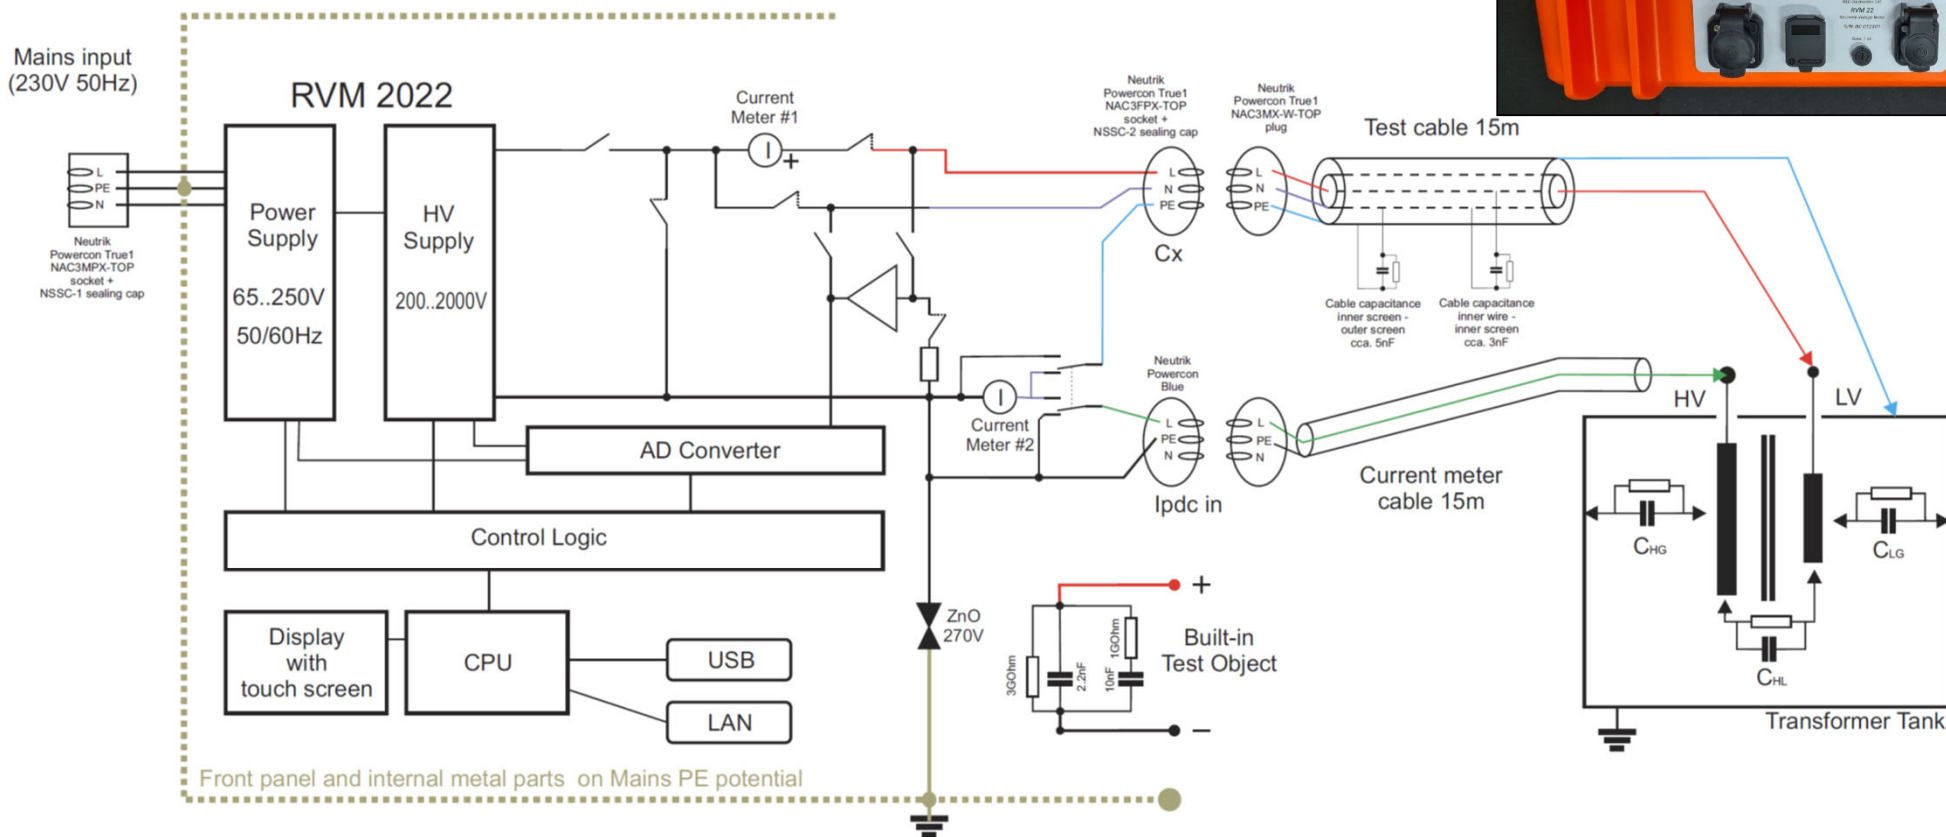 Mains input
(230V 50Hz)
L
PE
N
Neutrik
Powercon True1
NAC3MPX-TOP
socket +
NSSC-1 sealing cap
RVM 2022
Power
Supply
65..250V
50/60Hz
HV
Supply
200..2000V
Current
Meter #1
I
+
Neutrik
Powercon True1
NAC3FPX-TOP
socket +
NSSC-2 sealing cap
L
N
PE
Cx
Neutrik
Powercon True1
NAC3MX-W-TOP
plug
L
N
PE
Test cable 15m
RVM 22
Cable capacitance
inner screen -
outer screen
cca. 5nF
Cable capacitance
inner wire -
inner screen
cca. 3nF
I
Current
Meter #2
Neutrik
Powercon
Blue
L
PE
N
Ipdc in
L
PE
N
Current meter
cable 15m
HV
LV
CHG
CLG
CHL
Transformer Tank
AD Converter
Control Logic
Display
with
touch screen
CPU
USB
LAN
ZnO
270V
3GOhm
2.2nF
10nF
1GOhm
+
Built-in
Test Object
−
Front panel and internal metal parts on Mains PE potential